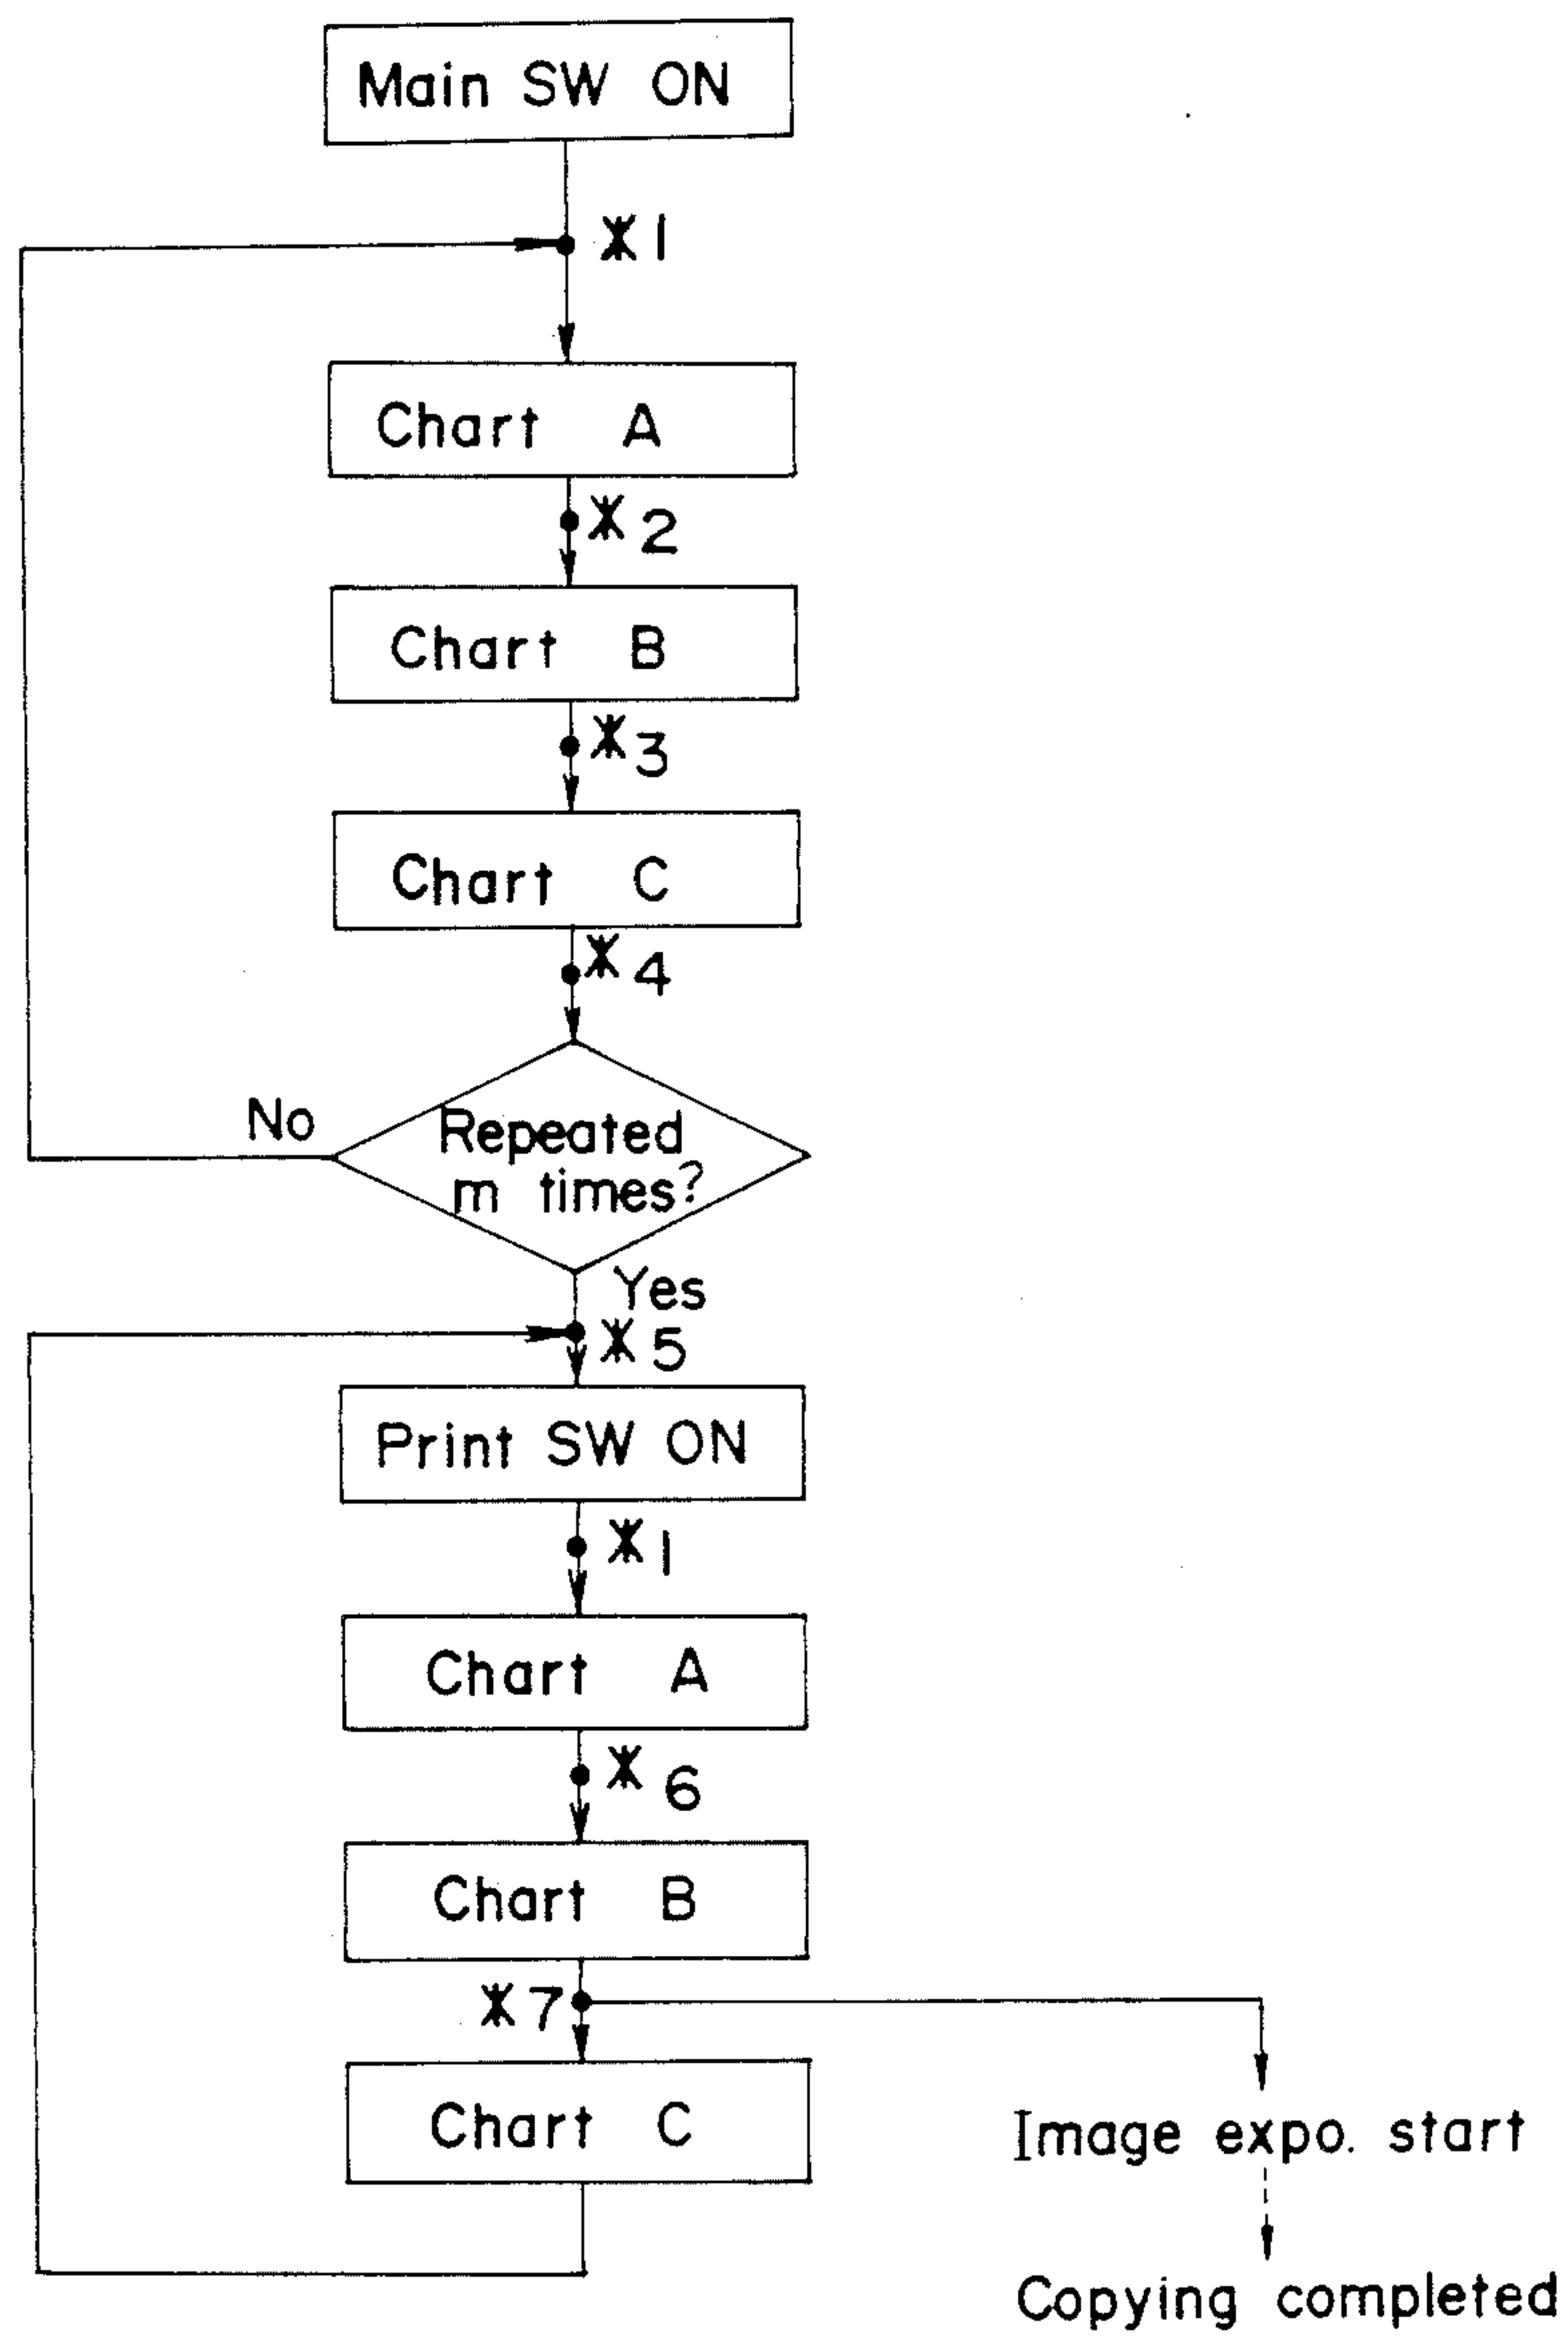 Main SW ON
*1
Chart A
*2
Chart B
*3
Chart C
*4
No
Repeated
m times?
Yes
*5
Print SW ON
*1
Chart A
*6
Chart B
*7
Chart C
Image expo. start
Copying completed